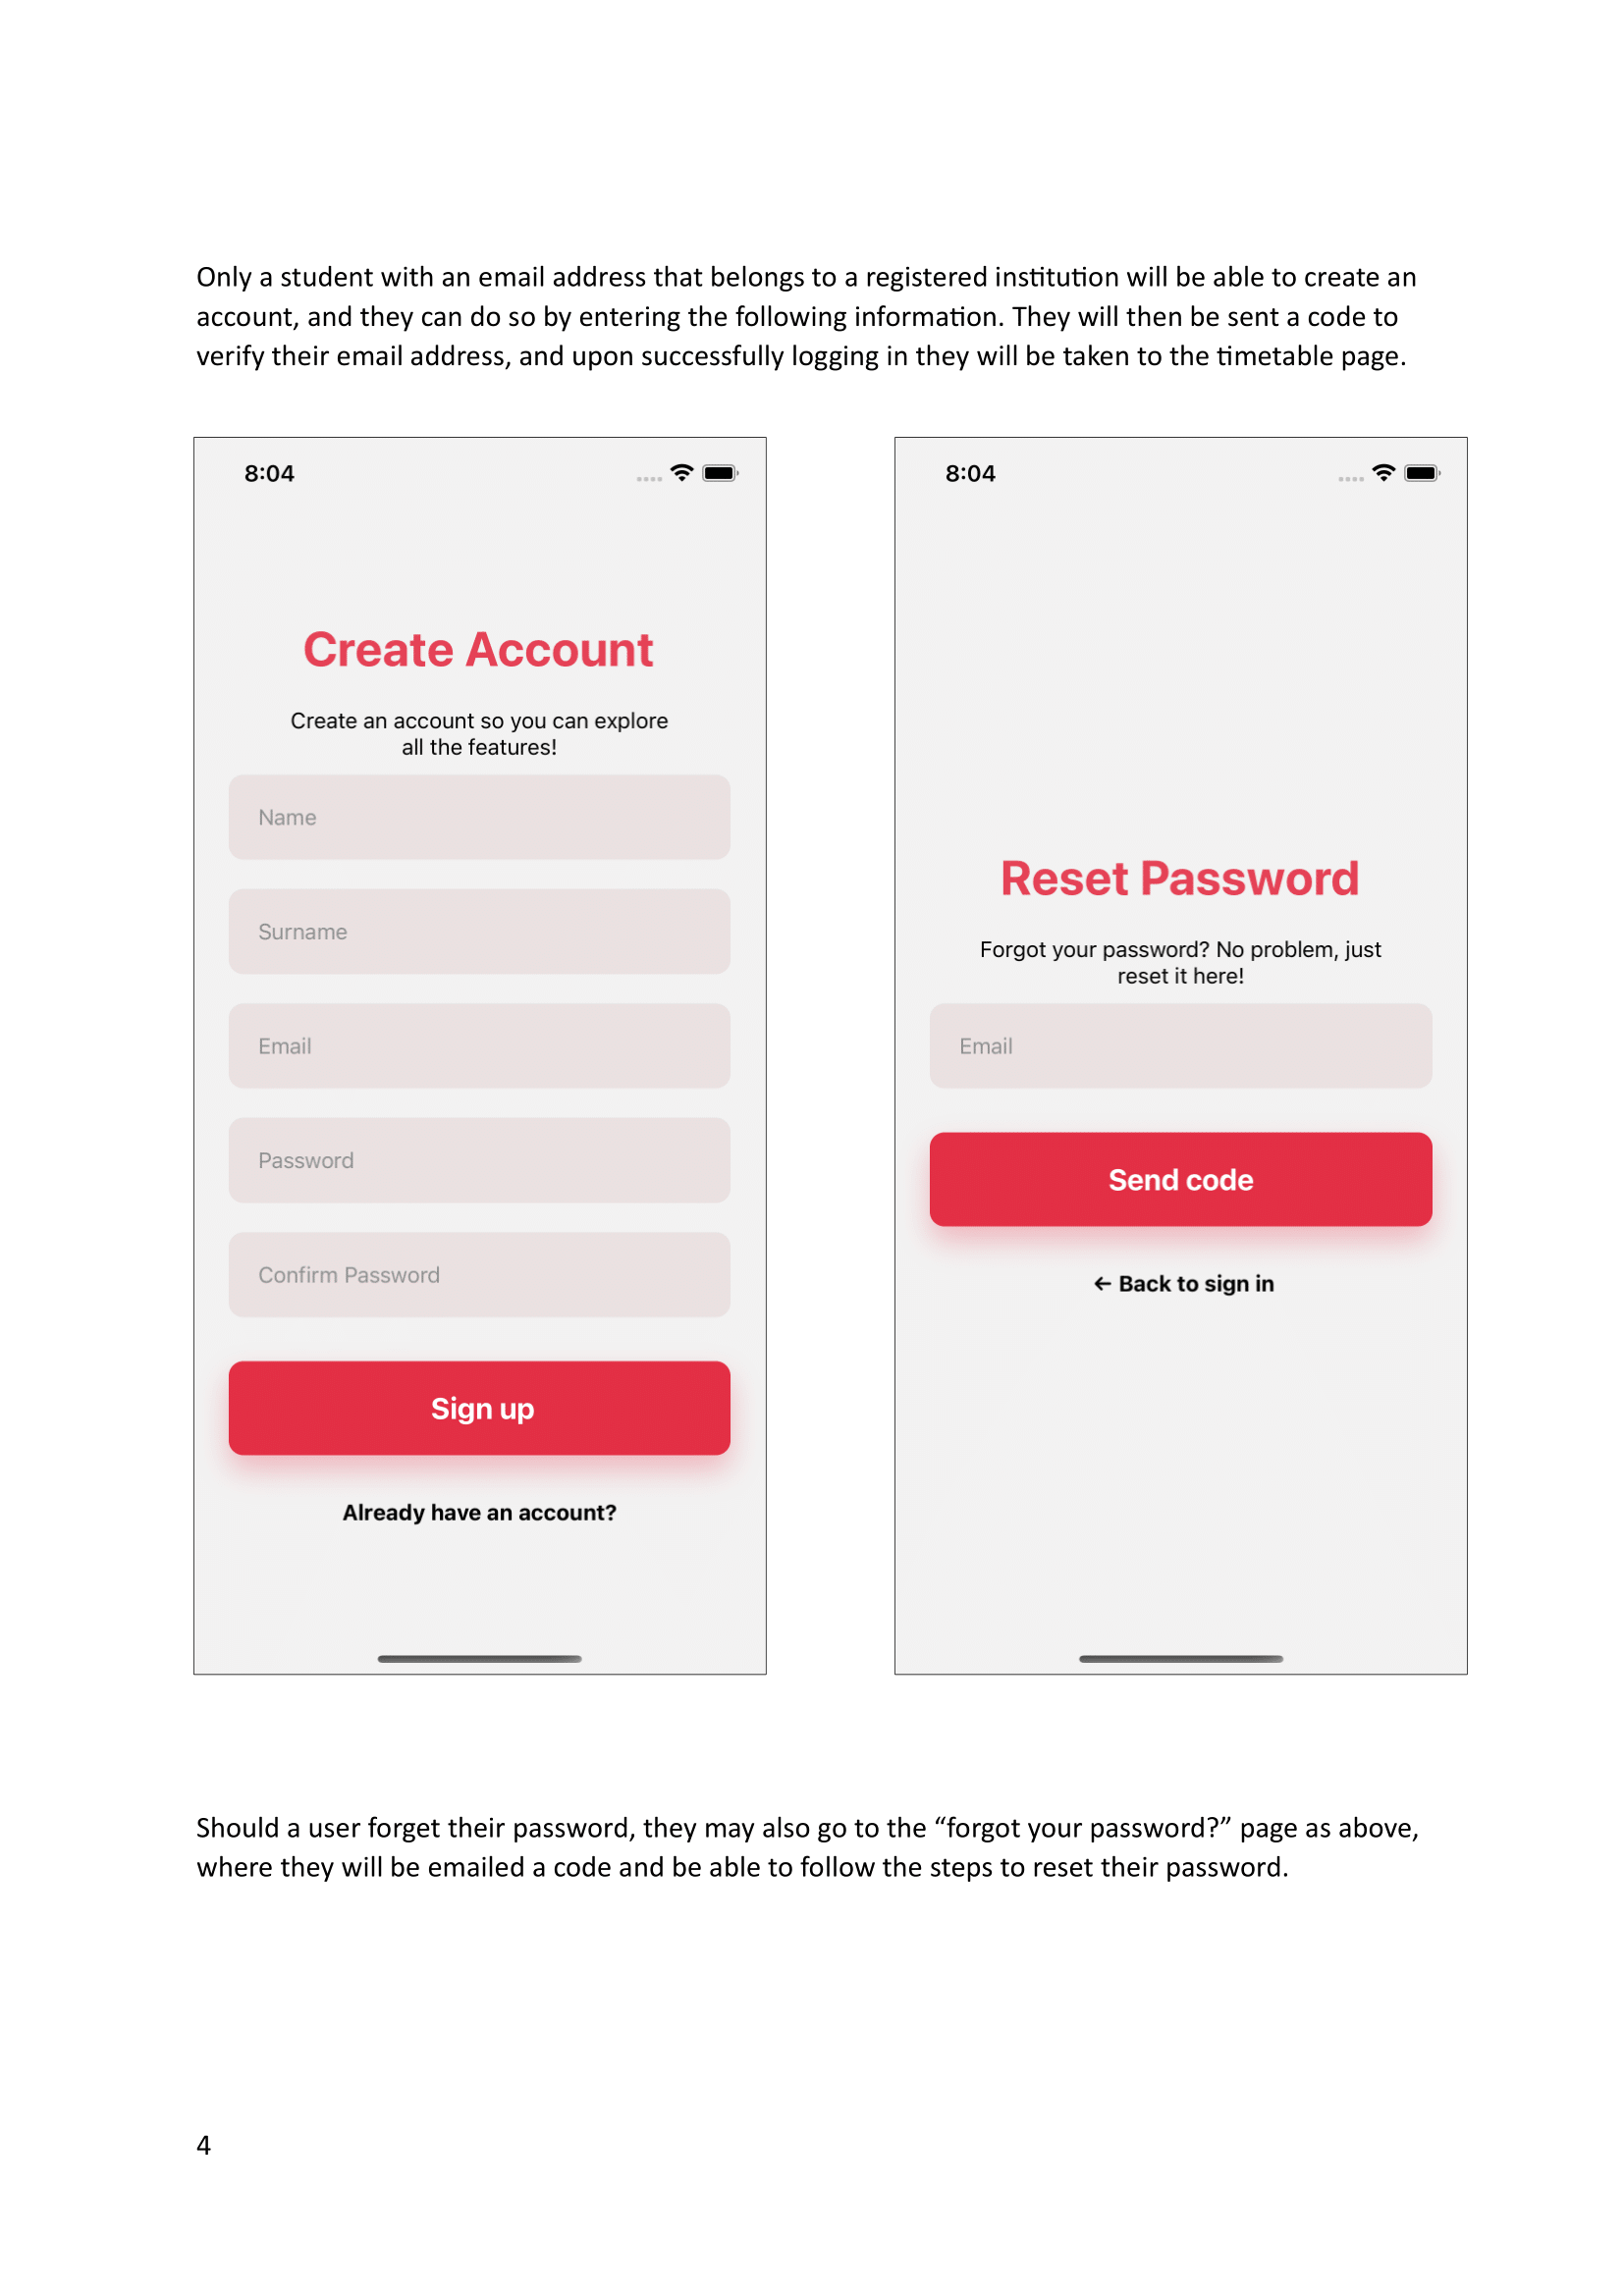 Only a student with an email address that belongs to a registered institution will be able to create an
account, and they can do so by entering the following information. They will then be sent a code to
verify their email address, and upon successfully logging in they will be taken to the timetable page.
8:04
Create Account
Create an account so you can explore
all the features!
Name
Surname
Email
Password
Confirm Password
Sign up
Already have an account?
8:04
Reset Password
Forgot your password? No problem, just
reset it here!
Email
Send code
← Back to sign in
Should a user forget their password, they may also go to the “forgot your password?” page as above,
where they will be emailed a code and be able to follow the steps to reset their password.
4